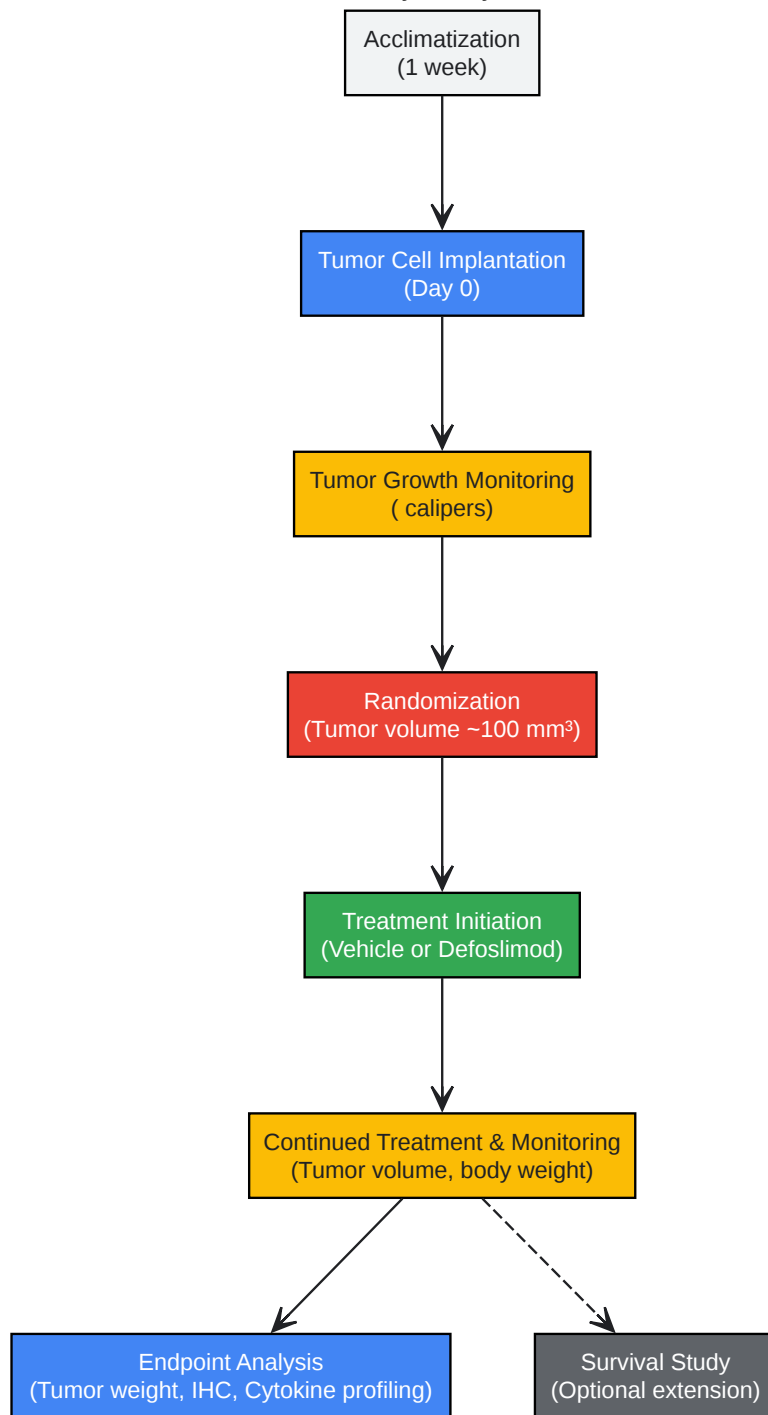 Acclimatization
(1 week)
Tumor Cell Implantation
(Day 0)
Tumor Growth Monitoring
( calipers)
Randomization
(Tumor volume ~100 mm³)
Treatment Initiation
(Vehicle or Defoslimod)
Continued Treatment & Monitoring
(Tumor volume, body weight)
Endpoint Analysis
(Tumor weight, IHC, Cytokine profiling)
Survival Study
(Optional extension)